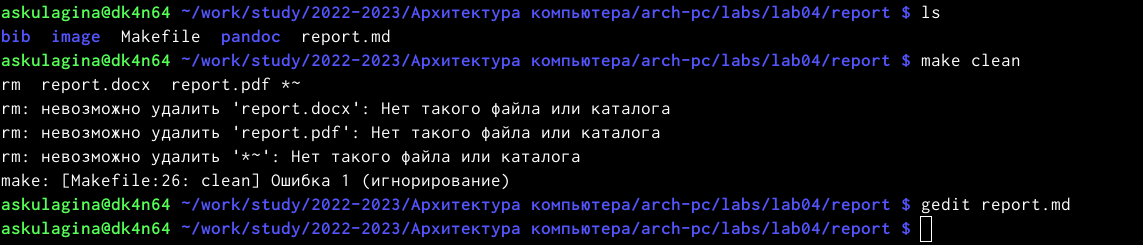 askulagina@dk4n64 ~/work/study/2022-2023/Архитектура компьютера/arch-pc/labs/lab04/report $ ls
bib  image  Makefile  pandoc  report.md
askulagina@dk4n64 ~/work/study/2022-2023/Архитектура компьютера/arch-pc/labs/lab04/report $ make clean
rm  report.docx  report.pdf *~
rm: невозможно удалить 'report.docx': Нет такого файла или каталога
rm: невозможно удалить 'report.pdf': Нет такого файла или каталога
rm: невозможно удалить '*~': Нет такого файла или каталога
make: [Makefile:26: clean] Ошибка 1 (игнорирование)
askulagina@dk4n64 ~/work/study/2022-2023/Архитектура компьютера/arch-pc/labs/lab04/report $ gedit report.md
askulagina@dk4n64 ~/work/study/2022-2023/Архитектура компьютера/arch-pc/labs/lab04/report $